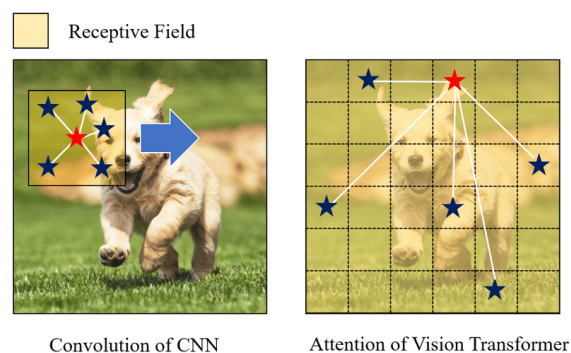 Receptive Field
Convolution of CNN
Attention of Vision Transformer